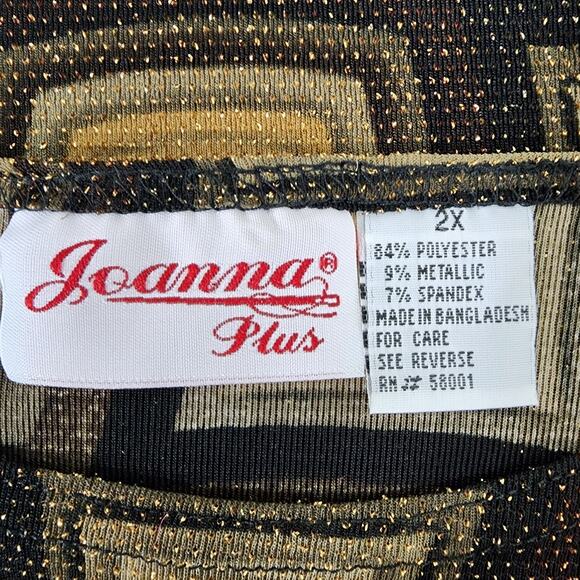 Joanna®
Plus
2X
84% POLYESTER
9% METALLIC
7% SPANDEX
MADE IN BANGLADESH
FOR CARE
SEE REVERSE
RN # 58001